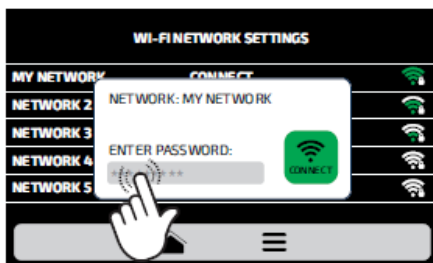 WI-FI NETWORK SETTINGS
MY NETWORK CONNECT
NETWORK 2
NETWORK 3
NETWORK 4
NETWORK 5
NETWORK: MY NETWORK
ENTER PASSWORD:
CONNECT